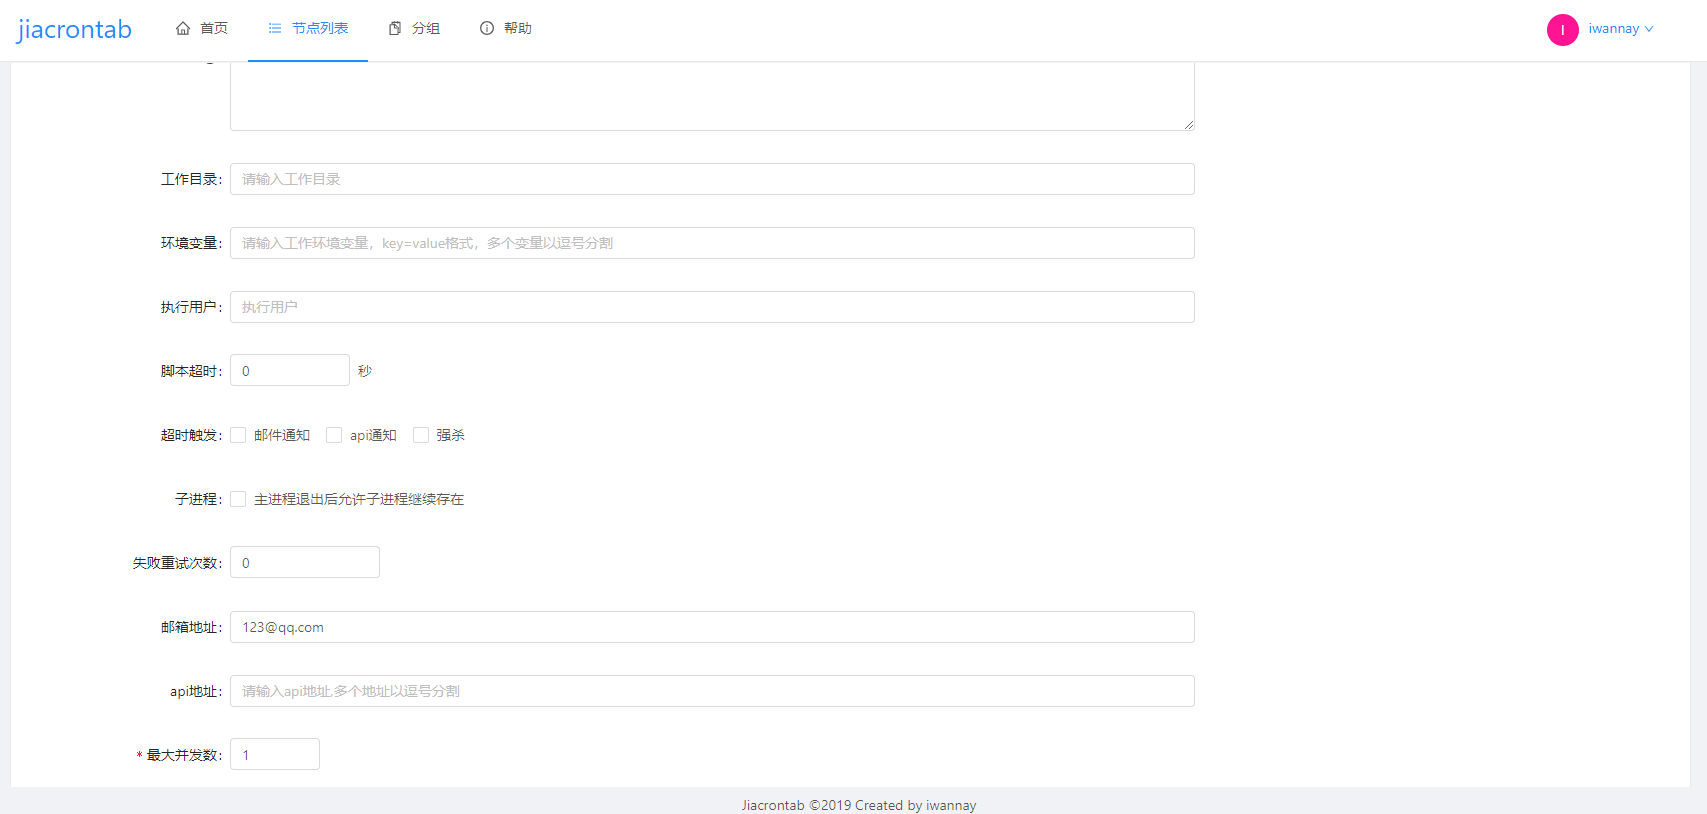 jiacrontab 首页 节点列表 分组 帮助 I iwannay
工作目录: 请输入工作目录
环境变量: 请输入工作环境变量，key=value格式，多个变量以逗号分割
执行用户: 执行用户
脚本超时: 0 秒
超时触发: 邮件通知 api通知 强杀
子进程: 主进程退出后允许子进程继续存在
失败重试次数: 0
邮箱地址: 123@qq.com
api地址: 请输入api地址,多个地址以逗号分割
* 最大并发数: 1
Jiacrontab ©2019 Created by iwannay